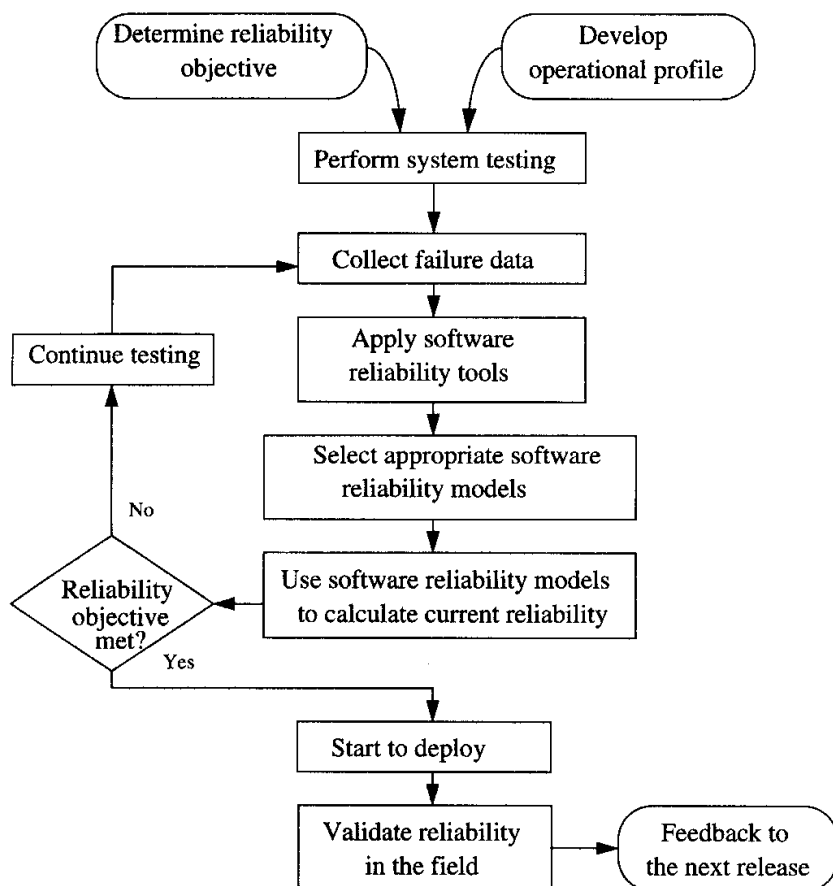 Determine reliability
objective
Develop
operational profile
Perform system testing
Collect failure data
Continue testing
Apply software
reliability tools
Select appropriate software
reliability models
No
Use software reliability models
to calculate current reliability
Reliability
objective
met?
Yes
Start to deploy
Validate reliability
in the field
Feedback to
the next release